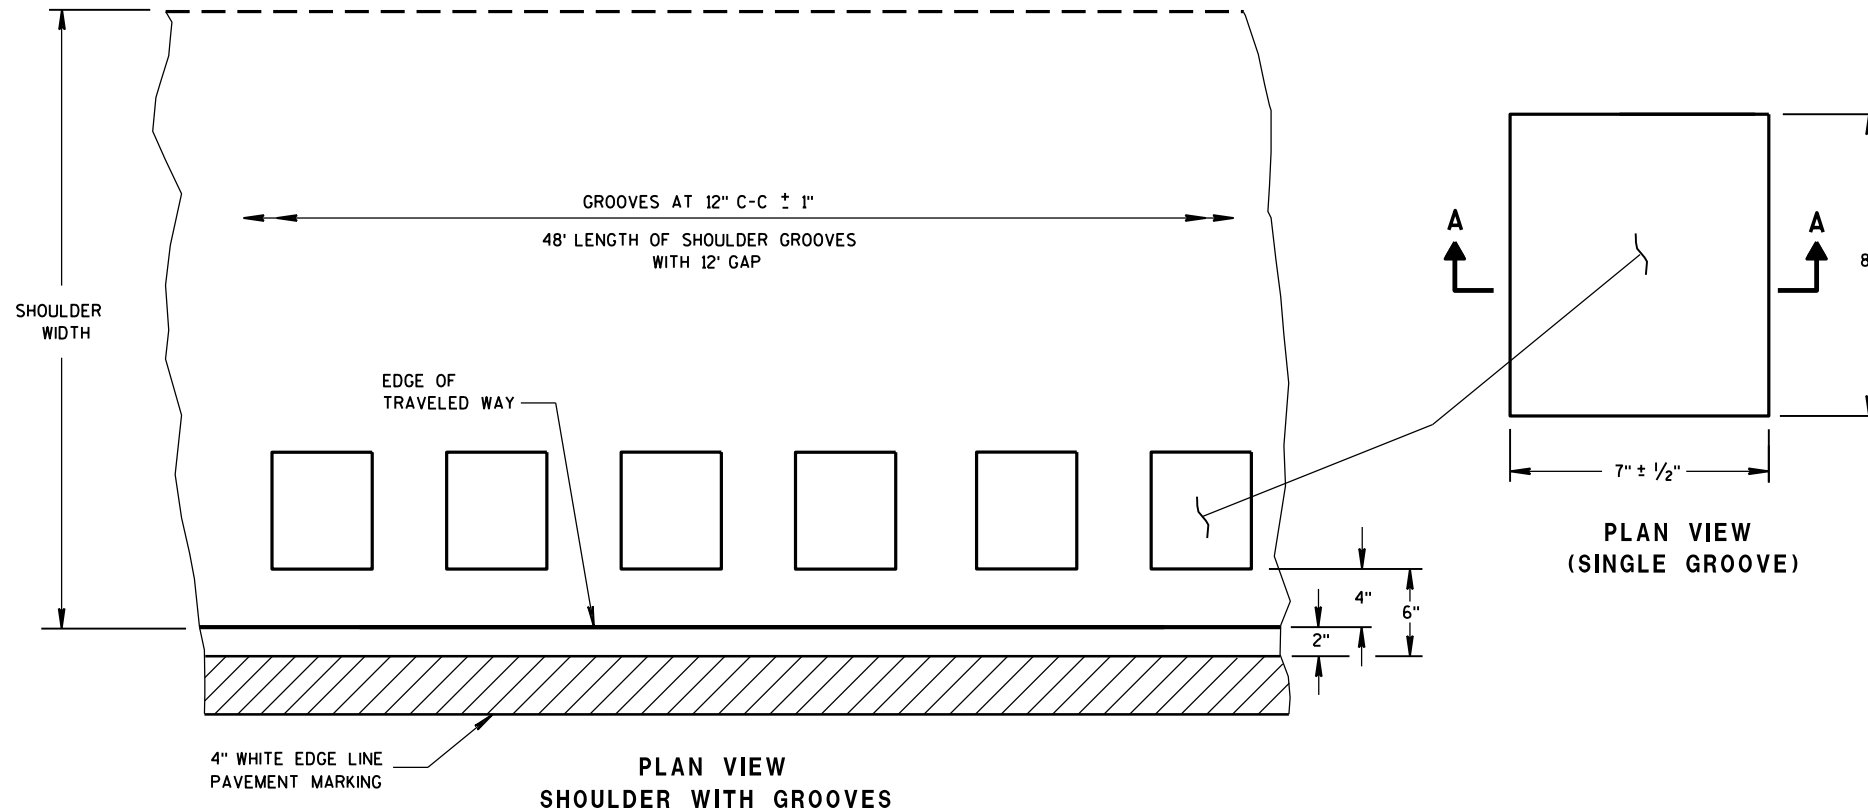 GROOVES AT 12" C-C ± 1"
48' LENGTH OF SHOULDER GROOVES
WITH 12' GAP
SHOULDER
WIDTH
EDGE OF
TRAVELED WAY
4"
6"
2"
4" WHITE EDGE LINE
PAVEMENT MARKING
PLAN VIEW
SHOULDER WITH GROOVES
A
A
8
7" ± 1/2"
PLAN VIEW
(SINGLE GROOVE)